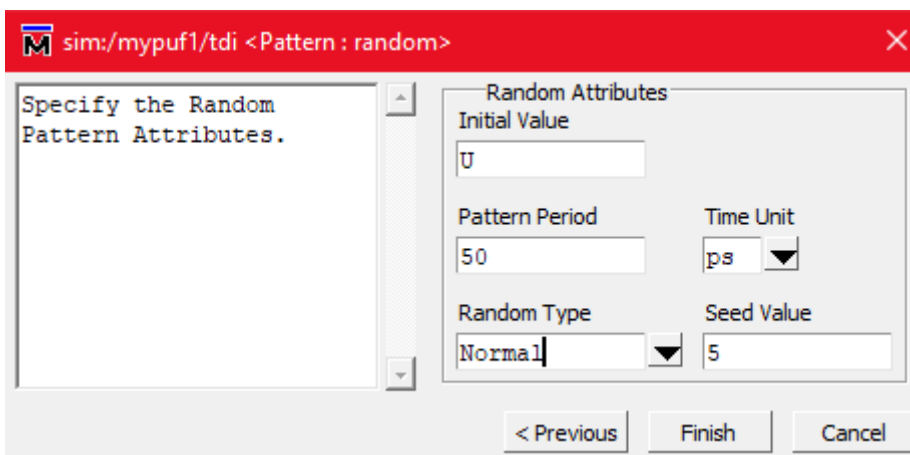 M sim:/mypuf1/tdi <Pattern : random>
Specify the Random
Pattern Attributes.
Random Attributes
Initial Value
U
Pattern Period
Time Unit
50
ps
Random Type
Seed Value
Normal
5
< Previous
Finish
Cancel